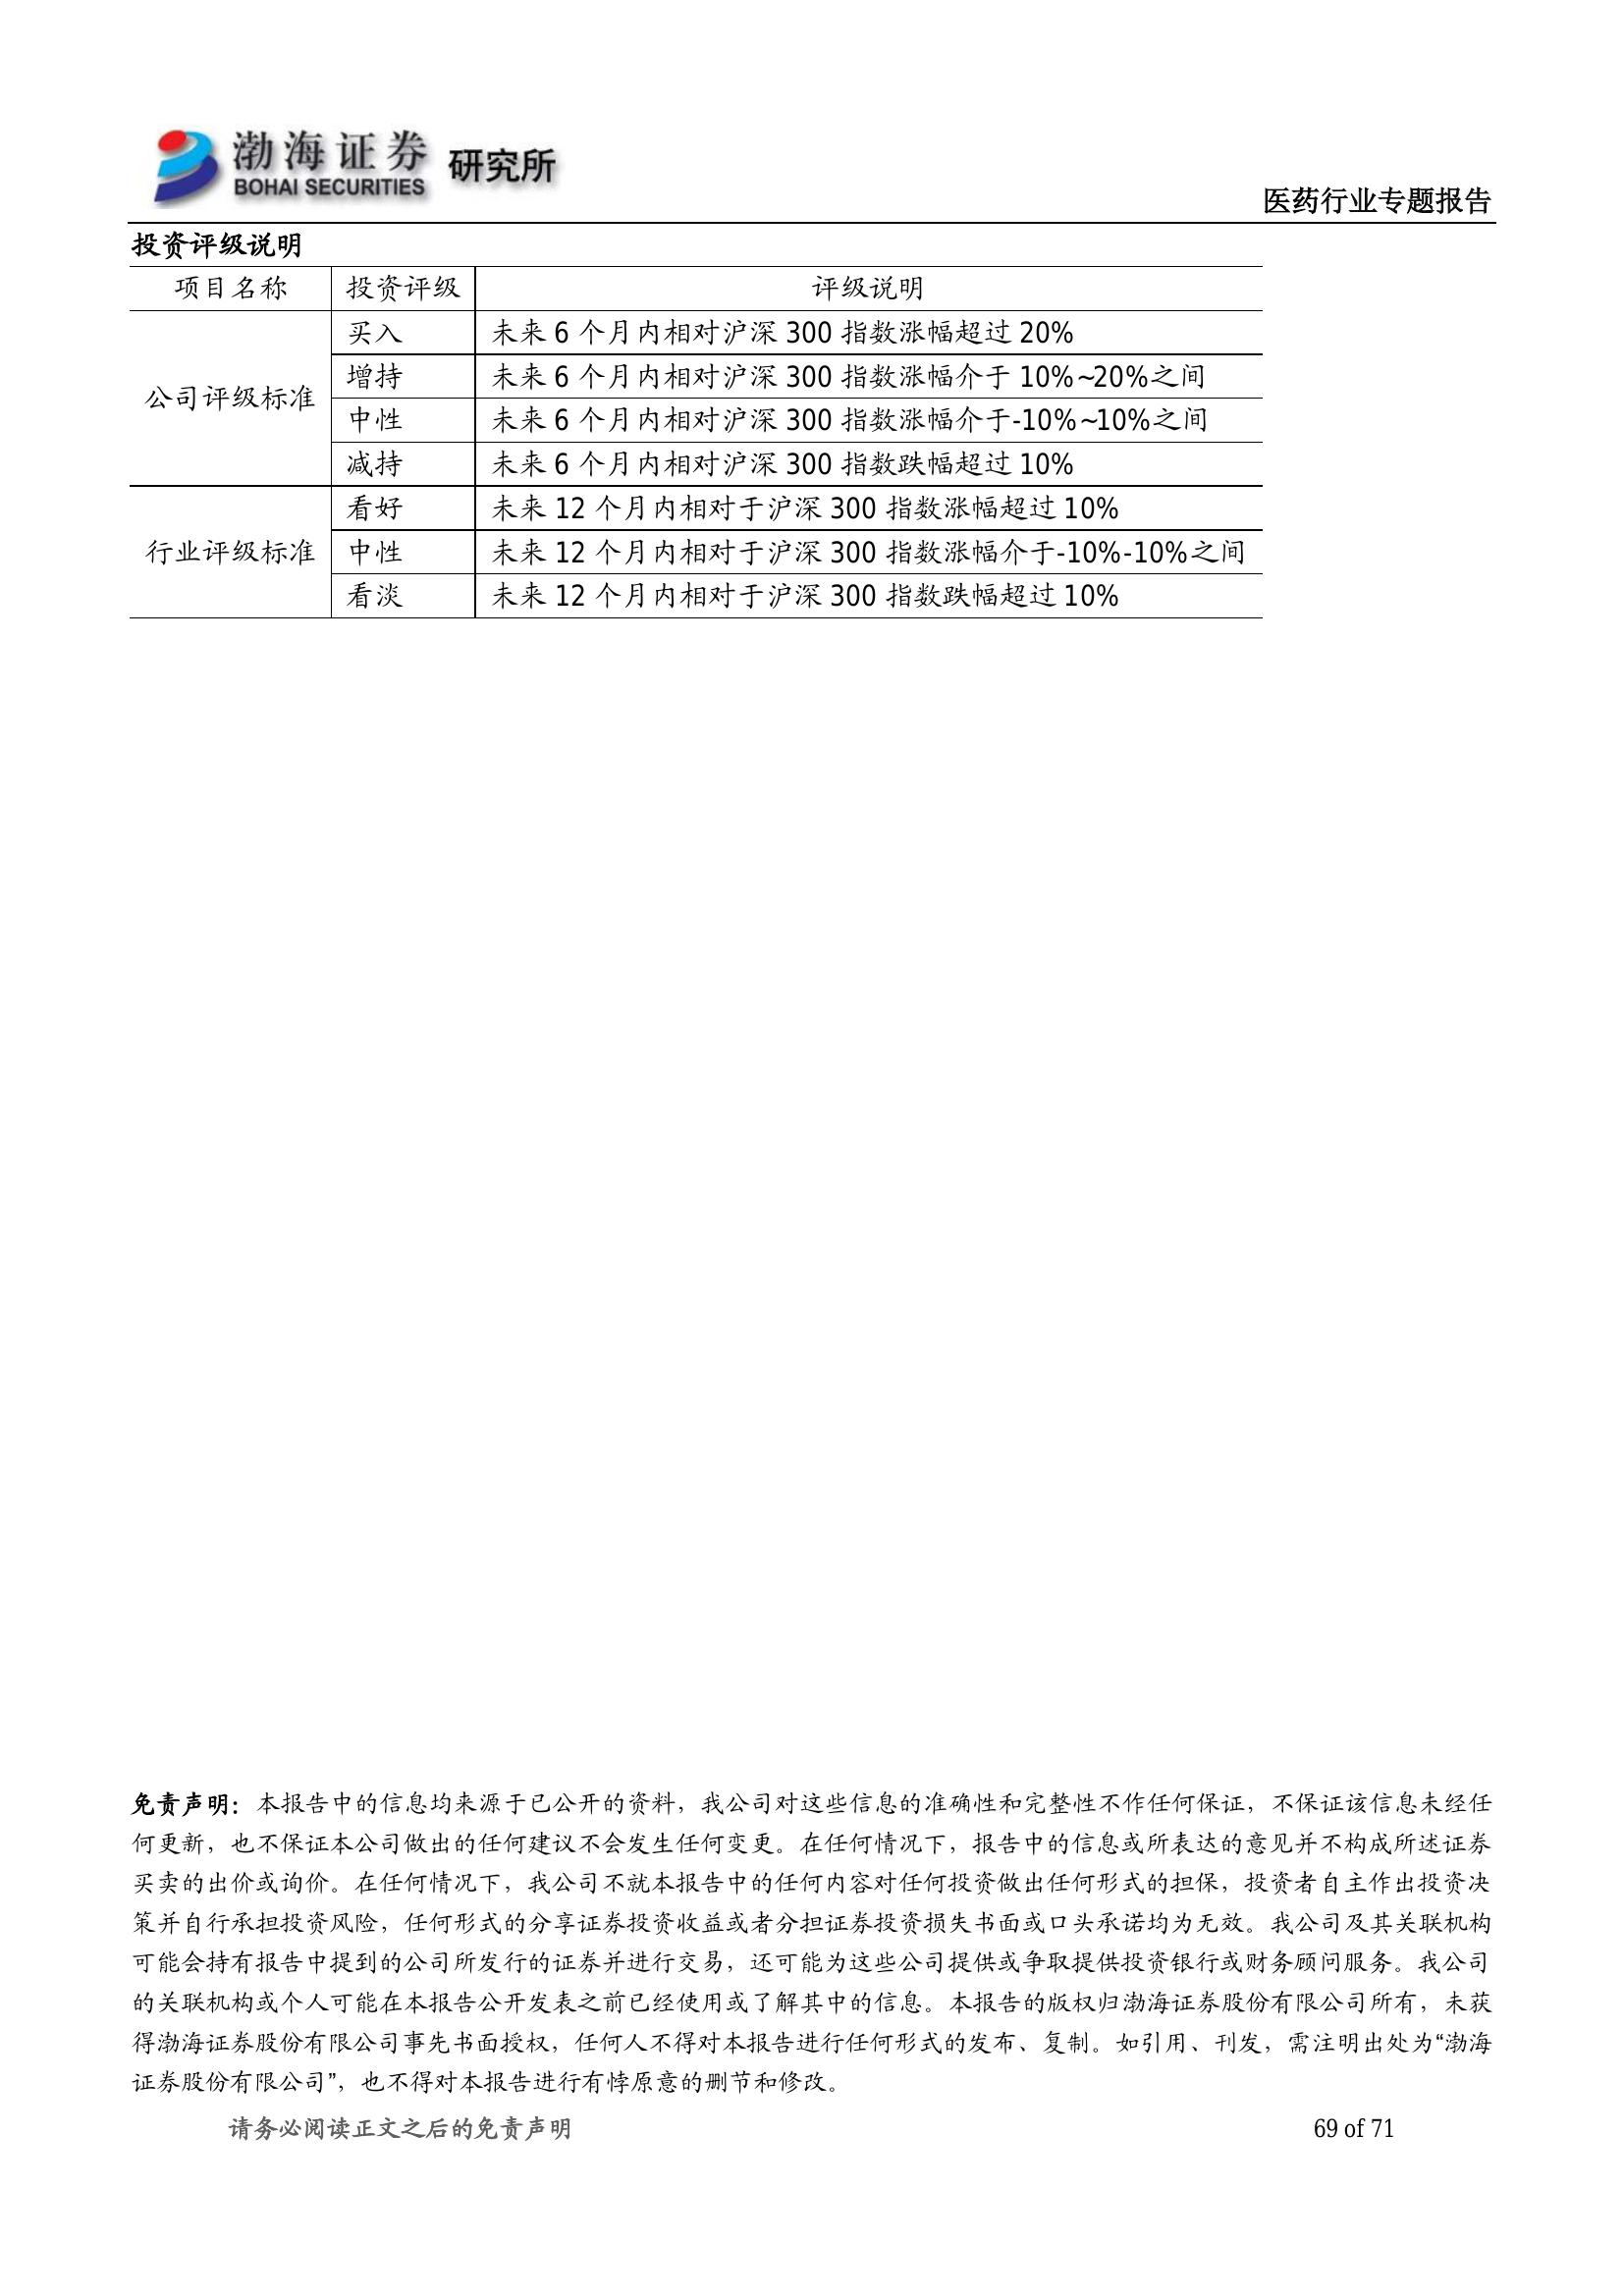 渤海证券 研究所
BOHAI SECURITIES
医药行业专题报告
投资评级说明
项目名称 投资评级 评级说明
公司评级标准 买入 未来 6 个月内相对沪深 300 指数涨幅超过 20%
增持 未来 6 个月内相对沪深 300 指数涨幅介于 10%~20%之间
中性 未来 6 个月内相对沪深 300 指数涨幅介于-10%~10%之间
减持 未来 6 个月内相对沪深 300 指数跌幅超过 10%
行业评级标准 看好 未来 12 个月内相对于沪深 300 指数涨幅超过 10%
中性 未来 12 个月内相对于沪深 300 指数涨幅介于-10%-10%之间
看淡 未来 12 个月内相对于沪深 300 指数跌幅超过 10%
免责声明：本报告中的信息均来源于已公开的资料，我公司对这些信息的准确性和完整性不作任何保证，不保证该信息未经任
何更新，也不保证本公司做出的任何建议不会发生任何变更。在任何情况下，报告中的信息或所表达的意见并不构成所述证券
买卖的出价或询价。在任何情况下，我公司不就本报告中的任何内容对任何投资做出任何形式的担保，投资者自主作出投资决
策并自行承担投资风险，任何形式的分享证券投资收益或者分担证券投资损失书面或口头承诺均为无效。我公司及其关联机构
可能会持有报告中提到的公司所发行的证券并进行交易，还可能为这些公司提供或争取提供投资银行或财务顾问服务。我公司
的关联机构或个人可能在本报告公开发表之前已经使用或了解其中的信息。本报告的版权归渤海证券股份有限公司所有，未获
得渤海证券股份有限公司事先书面授权，任何人不得对本报告进行任何形式的发布、复制。如引用、刊发，需注明出处为“渤海
证券股份有限公司”，也不得对本报告进行有悖原意的删节和修改。
请务必阅读正文之后的免责声明 69 of 71